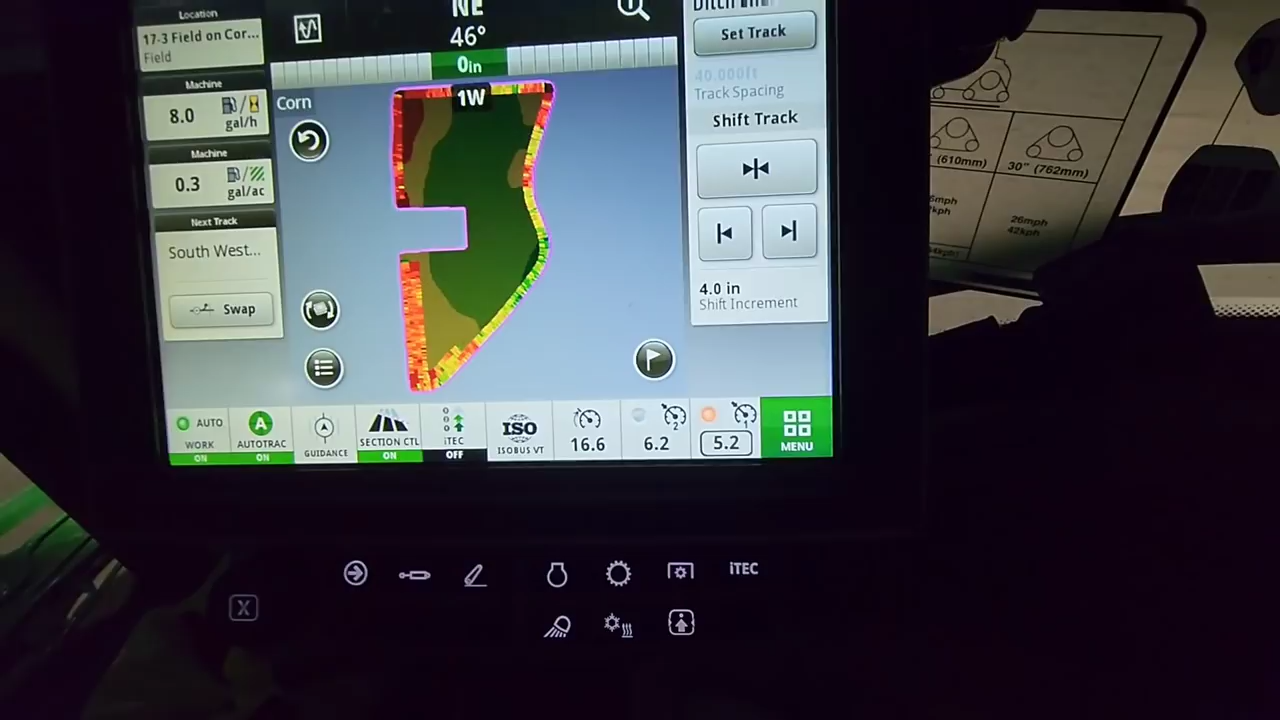 Location
17-3 Field on Cor...
Field
Machine
8.0
gal/h
Machine
0.3
gal/ac
Next Track
South West...
Swap
NE
46°
0in
1W
Corn
Set Track
40.000ft
Track Spacing
Shift Track
4.0 in
Shift Increment
AUTO
WORK
ON
A
AUTOTRAC
ON
GUIDANCE
SECTION CTL
ON
iTEC
OFF
ISO
ISOBUS VT
16.6
2
6.2
1
5.2
MENU
iTEC
X
(610mm)
30" (762mm)
26mph
42kph